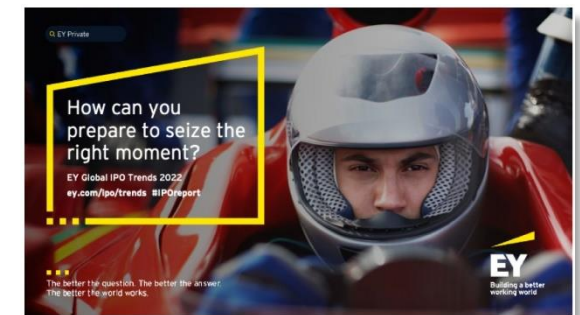 EY Private
How can you
prepare to seize the
right moment?
EY Global IPO Trends 2022
ey.com/ipo/trends #IPOreport
The better the question. The better the answer.
The better the world works.
EY
Building a better
working world